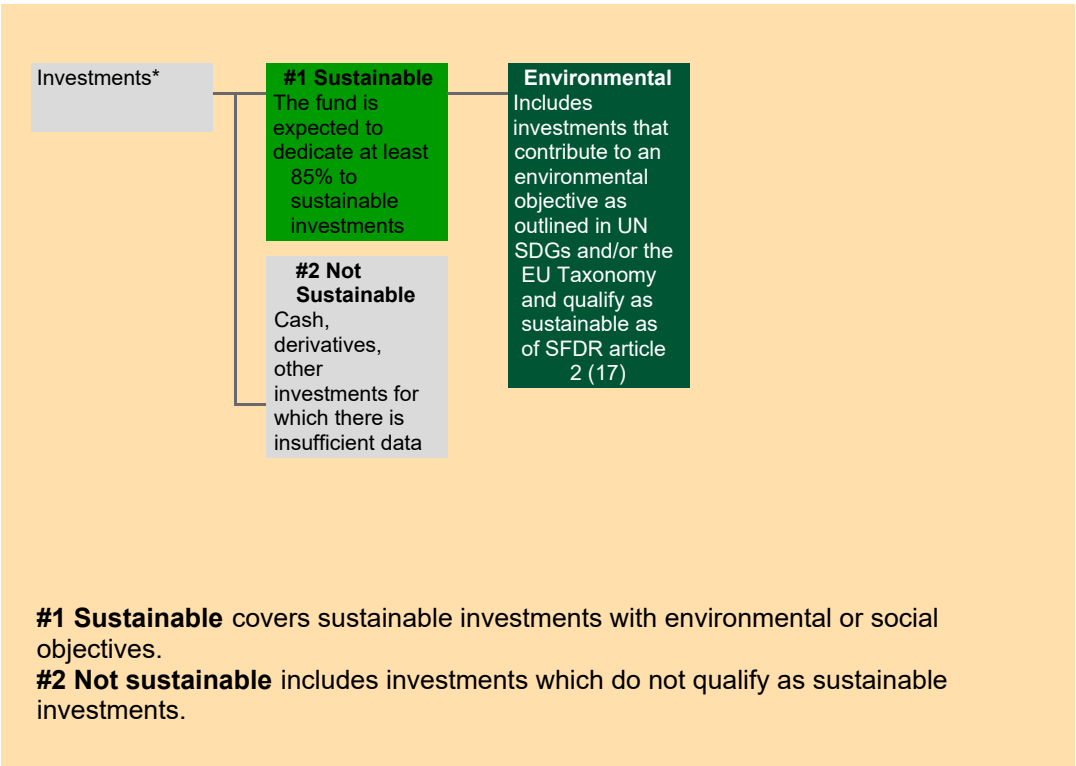 Investments*
#1 Sustainable
The fund is
expected to
dedicate at least
85% to
sustainable
investments
Environmental
Includes
investments that
contribute to an
environmental
objective as
outlined in UN
SDGs and/or the
EU Taxonomy
and qualify as
sustainable as
of SFDR article
2 (17)
#2 Not
Sustainable
Cash,
derivatives,
other
investments for
which there is
insufficient data
#1 Sustainable covers sustainable investments with environmental or social
objectives.
#2 Not sustainable includes investments which do not qualify as sustainable
investments.